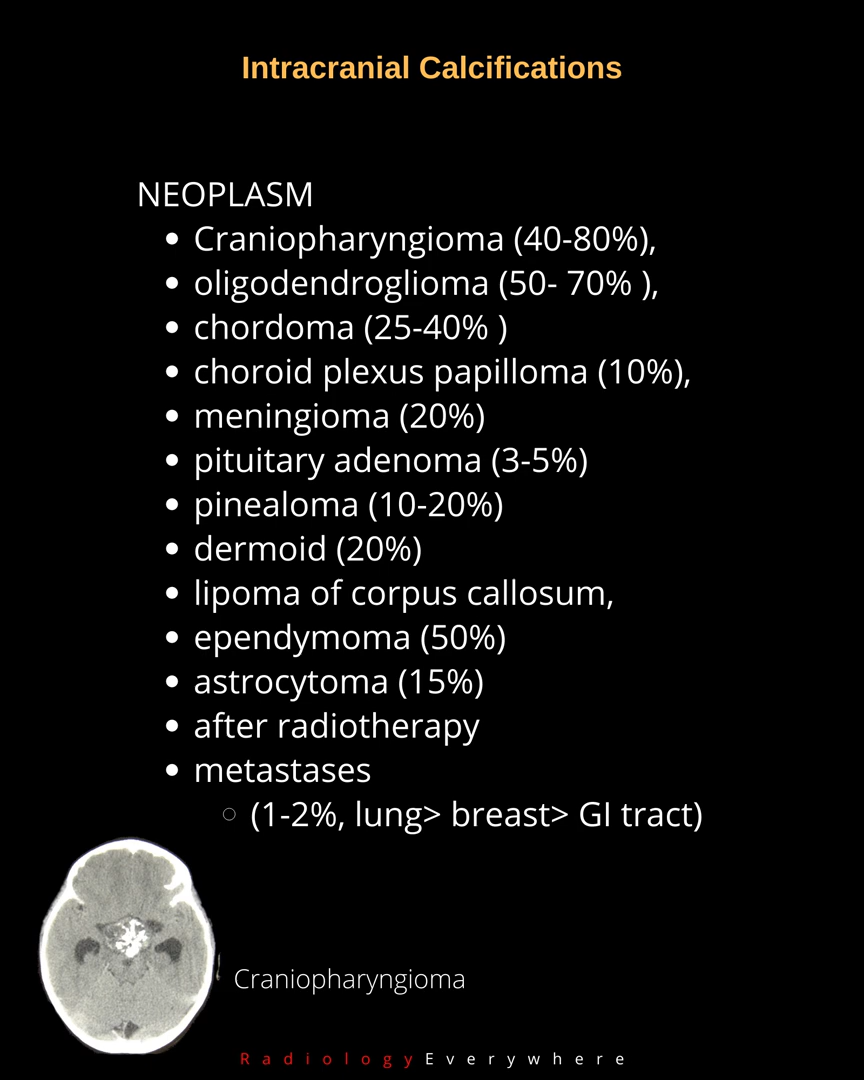 Intracranial Calcifications
NEOPLASM
• Craniopharyngioma (40-80%),
• oligodendroglioma (50- 70% ),
• chordoma (25-40% )
• choroid plexus papilloma (10%),
• meningioma (20%)
• pituitary adenoma (3-5%)
• pinealoma (10-20%)
• dermoid (20%)
• lipoma of corpus callosum,
• ependymoma (50%)
• astrocytoma (15%)
• after radiotherapy
• metastases
○ (1-2%, lung> breast> GI tract)
Craniopharyngioma
RadiologyEverywhere